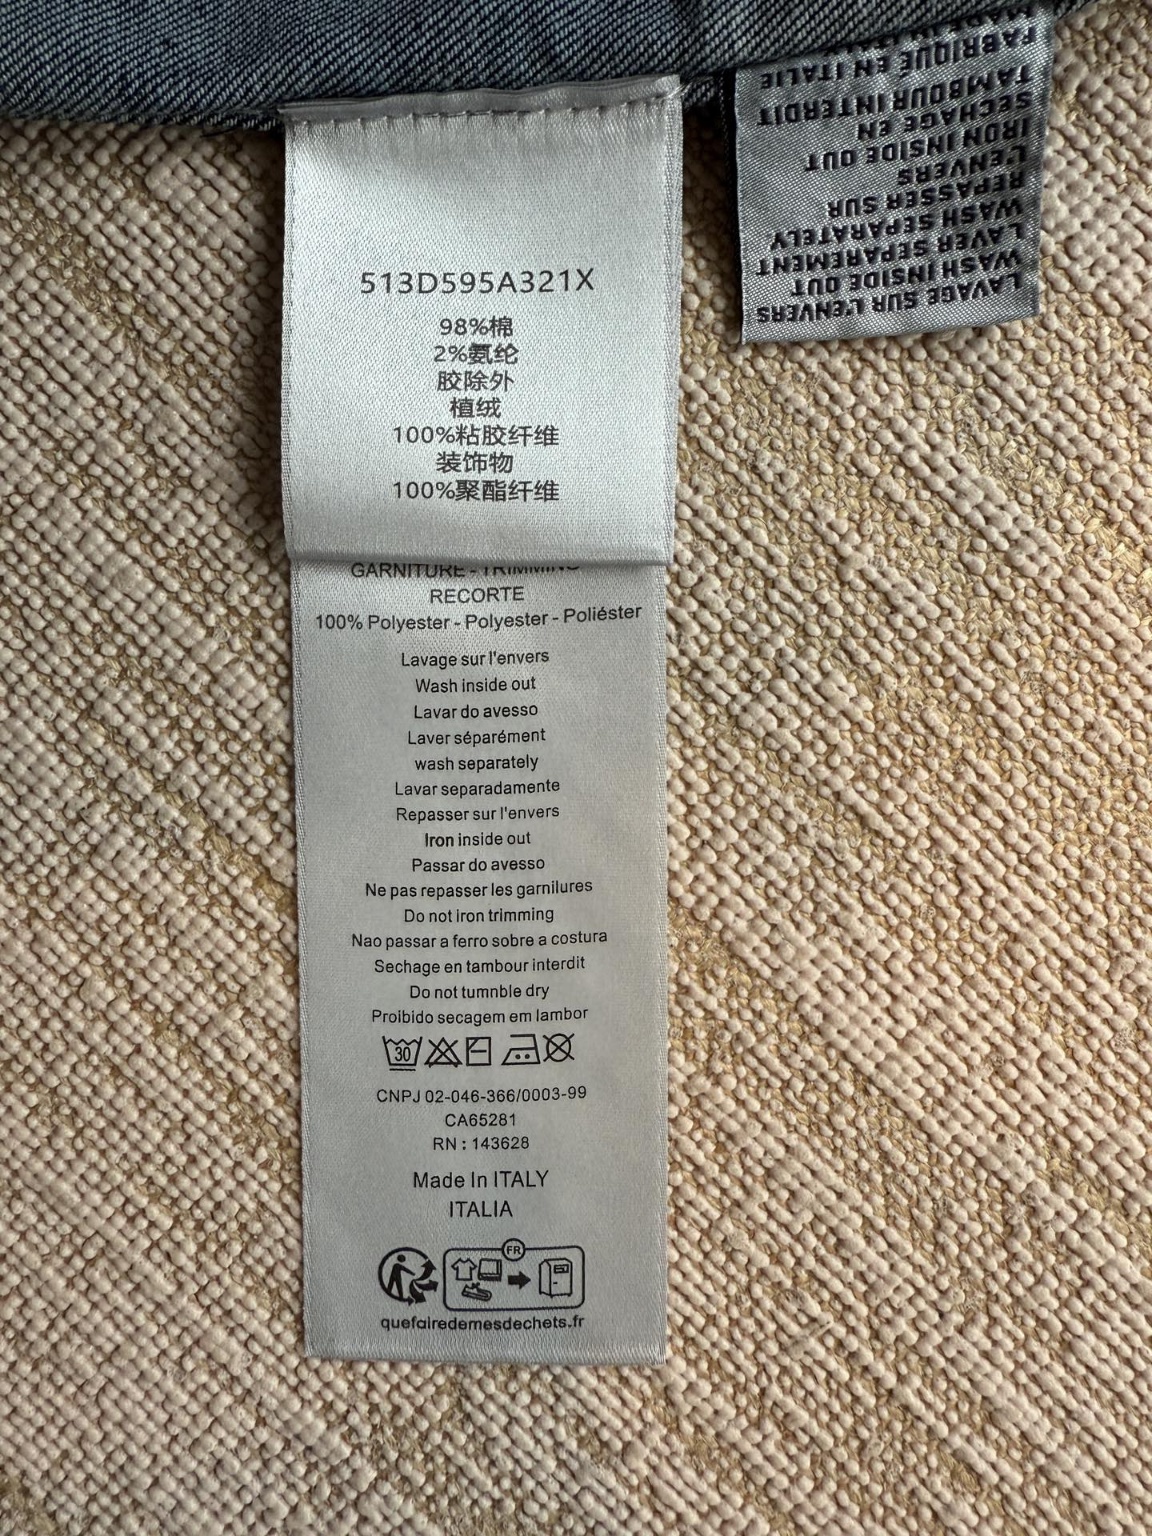 513D595A321X
98%棉
2%氨纶
胶除外
植绒
100%粘胶纤维
装饰物
100%聚酯纤维
GARNITURE - TRIMMING
RECORTE
100% Polyester - Polyester - Poliéster
Lavage sur l'envers
Wash inside out
Lavar do avesso
Laver séparément
wash separately
Lavar separadamente
Repasser sur l'envers
Iron inside out
Passar do avesso
Ne pas repasser les garnilures
Do not iron trimming
Nao passar a ferro sobre a costura
Sechage en tambour interdit
Do not tumnble dry
Proibido secagem em lambor
30
CNPJ 02-046-366/0003-99
CA65281
RN : 143628
Made In ITALY
ITALIA
FR
quefairedemesdechets.fr
LAVAGE SUR L'ENVERS
WASH INSIDE OUT
LAVER SEPAREMENT
WASH SEPARATELY
REPASSER SUR
L'ENVERS
IRON INSIDE OUT
SECHAGE EN
TAMBOUR INTERDIT
FABRIQUÉ EN ITALIE